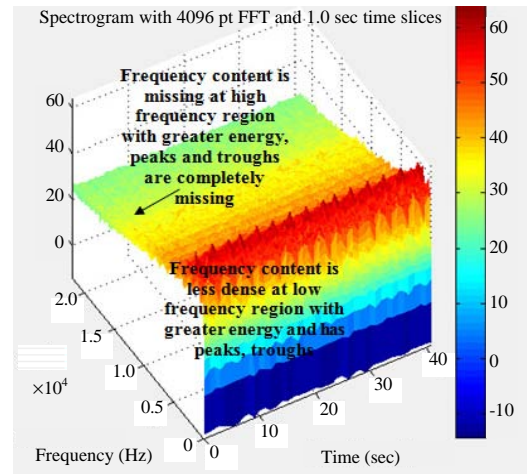 Spectrogram with 4096 pt FFT and 1.0 sec time slices
Frequency content is
missing at high
frequency region
with greater energy,
peaks and troughs
are completely
missing
Frequency content is
less dense at low
frequency region with
greater energy and has
peaks, troughs
60
40
20
0
2.0
1.5
1.0
0.5
0
×10⁴
Frequency (Hz)
0
10
20
30
40
Time (sec)
60
50
40
30
20
10
0
-10